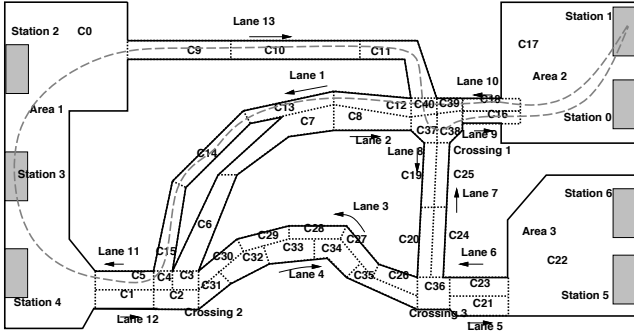 Station 1
Lane 13
Station 2
C0
C17
C9
C10
C11
Lane 10
Area 2
Lane 1
C18
C13
C12
C40
C39
Area 1
C16
Station 0
C8
C7
C37
C38
Lane 9
Lane 2
C14
Lane 8
Crossing 1
Station 3
C19
C25
Station 6
Lane 7
Lane 3
C6
C28
C29
C27
Area 3
C20
C24
C33
C34
Lane 6
Lane 11
C15
C30
C32
C22
C5
C4
C3
Lane 4
C35
C26
C31
C36
C23
C1
C2
Station 5
Station 4
C21
Crossing 2
Crossing 3
Lane 12
Lane 5